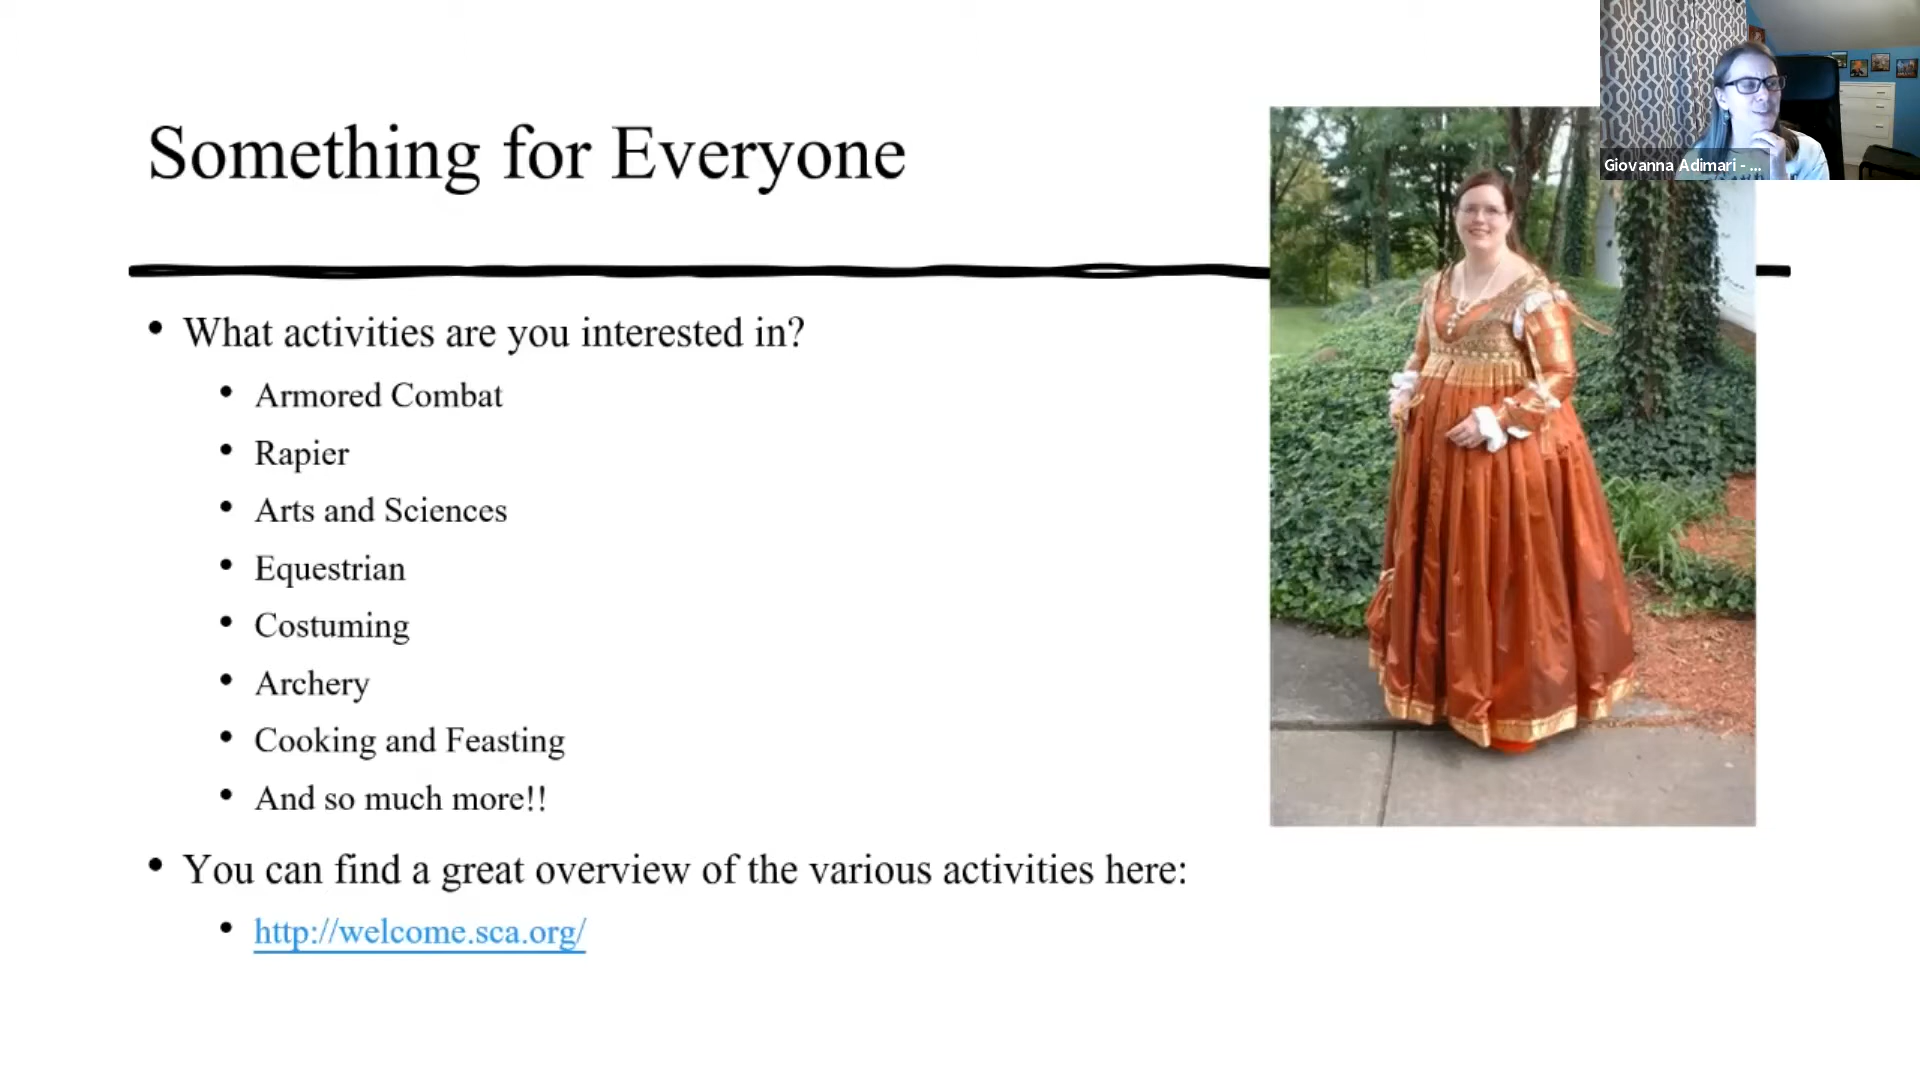 Something for Everyone
Giovanna Adimari - ...
• What activities are you interested in?
• Armored Combat
• Rapier
• Arts and Sciences
• Equestrian
• Costuming
• Archery
• Cooking and Feasting
• And so much more!!
• You can find a great overview of the various activities here:
• http://welcome.sca.org/